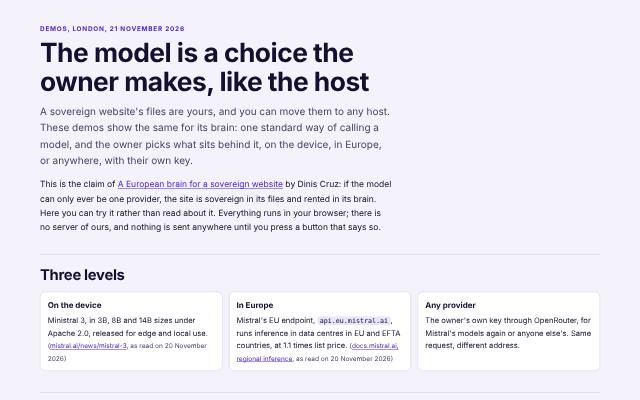 DEMOS, LONDON, 21 NOVEMBER 2026
The model is a choice the
owner makes, like the host
A sovereign website's files are yours, and you can move them to any host.
These demos show the same for its brain: one standard way of calling a
model, and the owner picks what sits behind it, on the device, in Europe,
or anywhere, with their own key.
This is the claim of A European brain for a sovereign website by Dinis Cruz: if the model
can only ever be one provider, the site is sovereign in its files and rented in its brain.
Here you can try it rather than read about it. Everything runs in your browser; there is
no server of ours, and nothing is sent anywhere until you press a button that says so.
Three levels
On the device
Ministral 3, in 3B, 8B and 14B sizes under
Apache 2.0, released for edge and local use.
(mistral.ai/news/mistral-3, as read on 20 November
2026)
In Europe
Mistral's EU endpoint, api.eu.mistral.ai,
runs inference in data centres in EU and EFTA
countries, at 1.1 times list price. (docs.mistral.ai,
regional inference, as read on 20 November 2026)
Any provider
The owner's own key through OpenRouter, for
Mistral's models again or anyone else's. Same
request, different address.